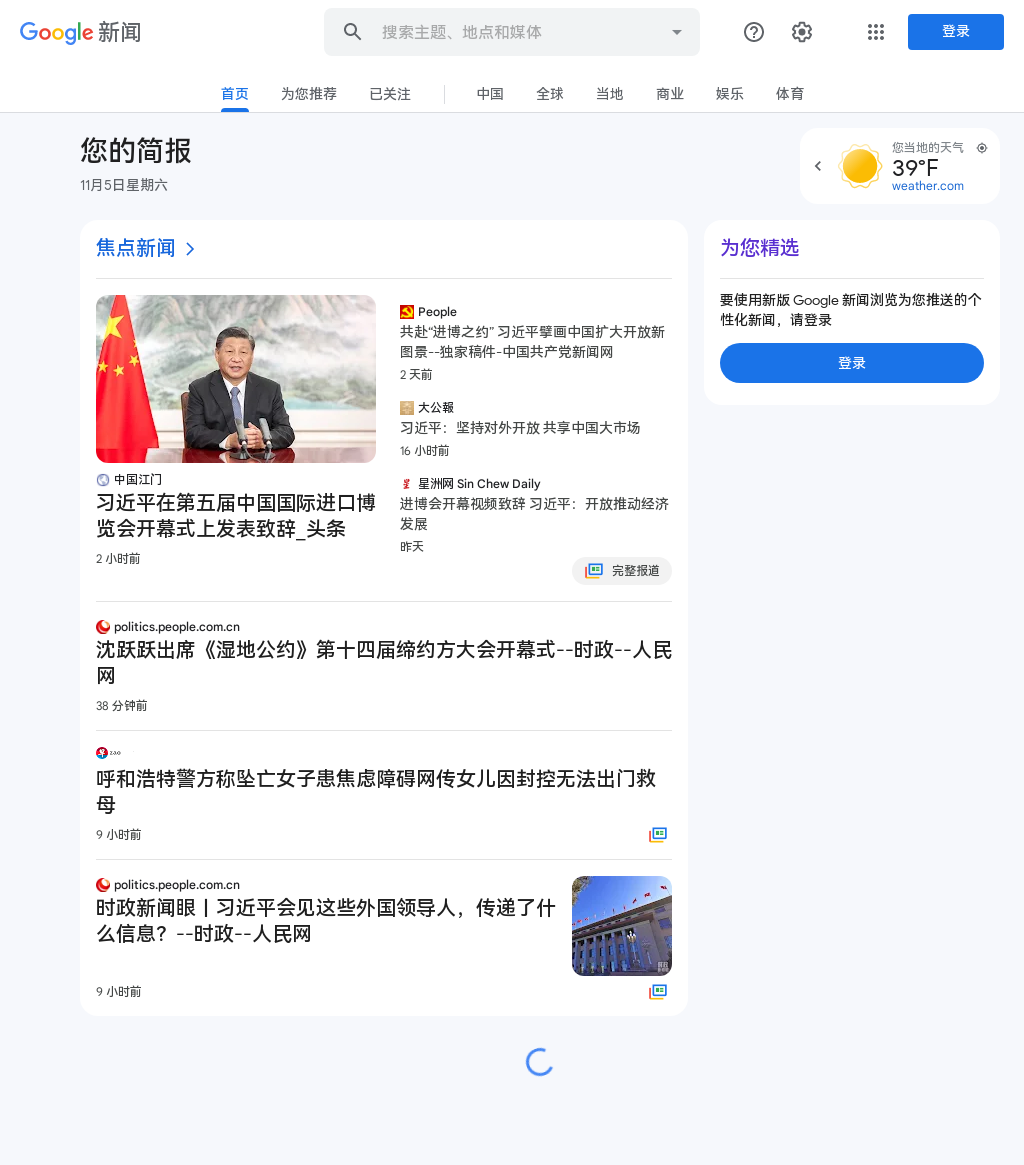 Google 新闻
搜索主题、地点和媒体
登录
首页
为您推荐
已关注
中国
全球
当地
商业
娱乐
体育
您的简报
11月5日星期六
您当地的天气
39°F
weather.com
焦点新闻
中国江门
习近平在第五届中国国际进口博
览会开幕式上发表致辞_头条
2 小时前
People
共赴“进博之约” 习近平擘画中国扩大开放新
图景--独家稿件-中国共产党新闻网
2 天前
大公報
习近平：坚持对外开放 共享中国大市场
16 小时前
星洲网 Sin Chew Daily
进博会开幕视频致辞 习近平：开放推动经济
发展
昨天
完整报道
politics.people.com.cn
沈跃跃出席《湿地公约》第十四届缔约方大会开幕式--时政--人民
网
38 分钟前
呼和浩特警方称坠亡女子患焦虑障碍网传女儿因封控无法出门救
母
9 小时前
politics.people.com.cn
时政新闻眼丨习近平会见这些外国领导人，传递了什
么信息？--时政--人民网
9 小时前
为您精选
要使用新版 Google 新闻浏览为您推送的个
性化新闻，请登录
登录